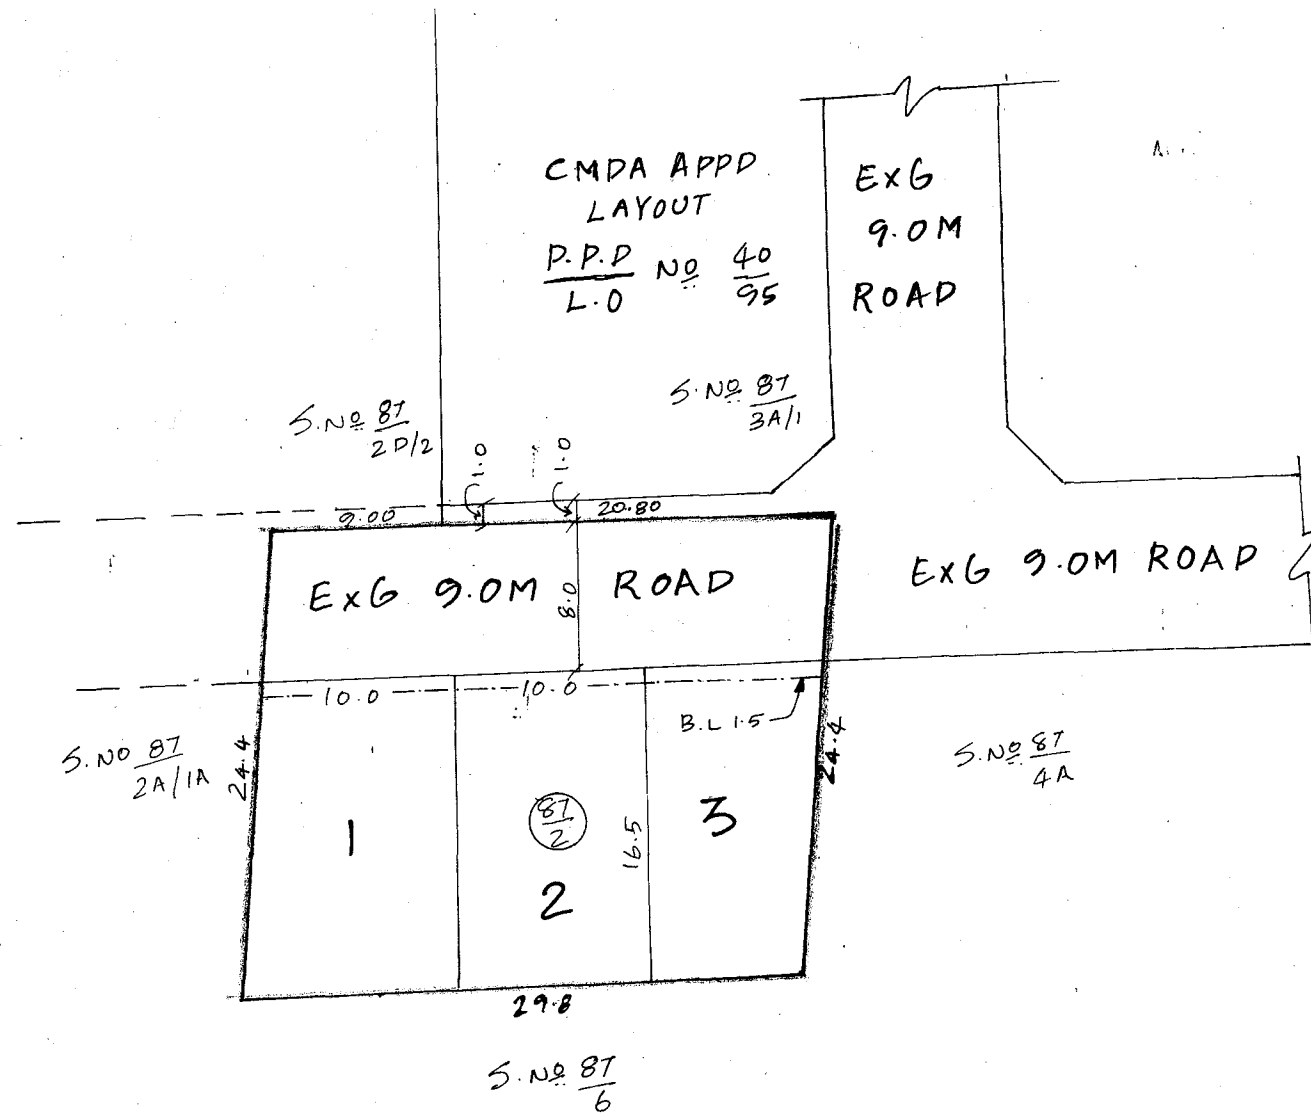 CMDA APPD
LAYOUT
P.P.D
L.O
No
40
95
EXG
9.0M
ROAD
S.No 87
2D/2
S.No 87
3A/1
1.0
1.0
9.00
20.80
EXG 9.0M ROAD
8.0
EXG 9.0M ROAD
10.0
10.0
B.L 1.5
S.No 87
2A/1A
24.4
24.4
S.No 87
4A
1
87
2
2
16.5
3
29.8
S.No 87
6